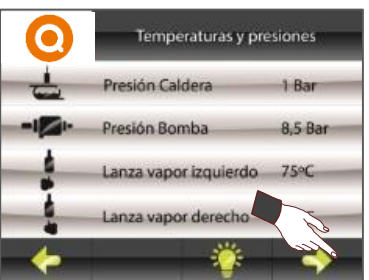 Temperaturas y presiones
Presión Caldera 1 Bar
Presión Bomba 8,5 Bar
Lanza vapor izquierdo 75ºC
Lanza vapor derecho